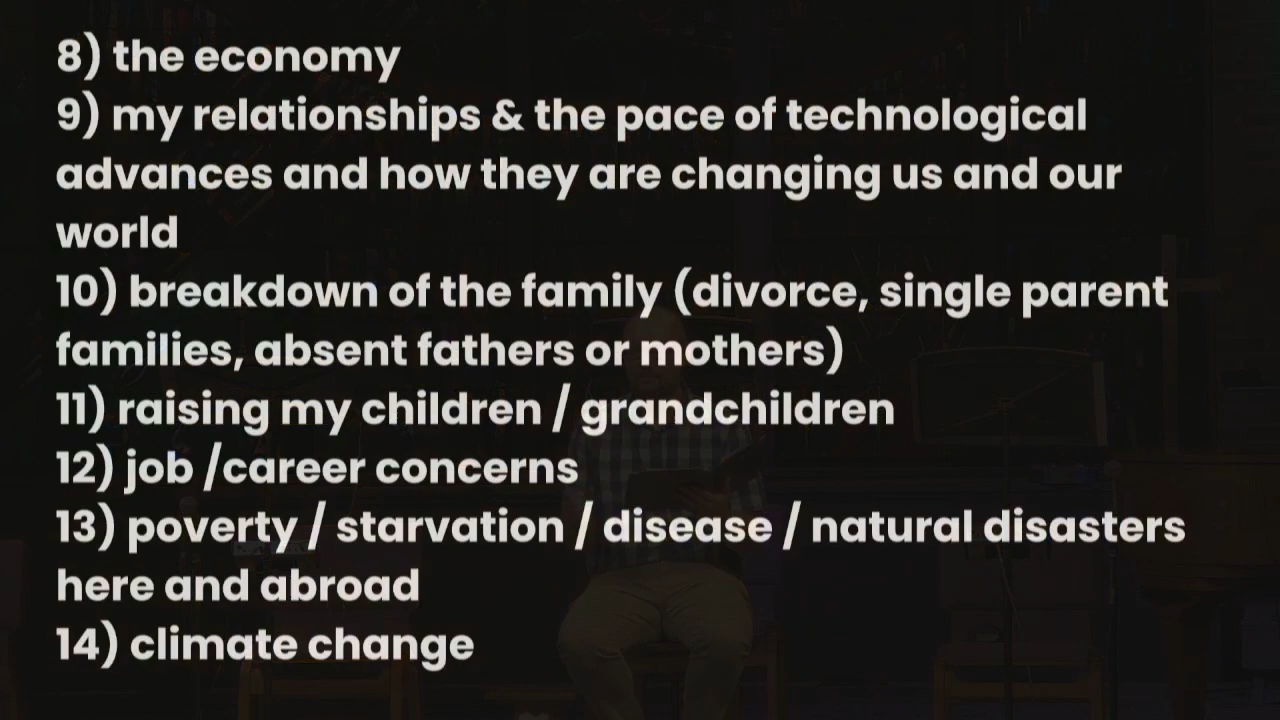 8) the economy
9) my relationships & the pace of technological
advances and how they are changing us and our
world
10) breakdown of the family (divorce, single parent
families, absent fathers or mothers)
11) raising my children / grandchildren
12) job /career concerns
13) poverty / starvation / disease / natural disasters
here and abroad
14) climate change